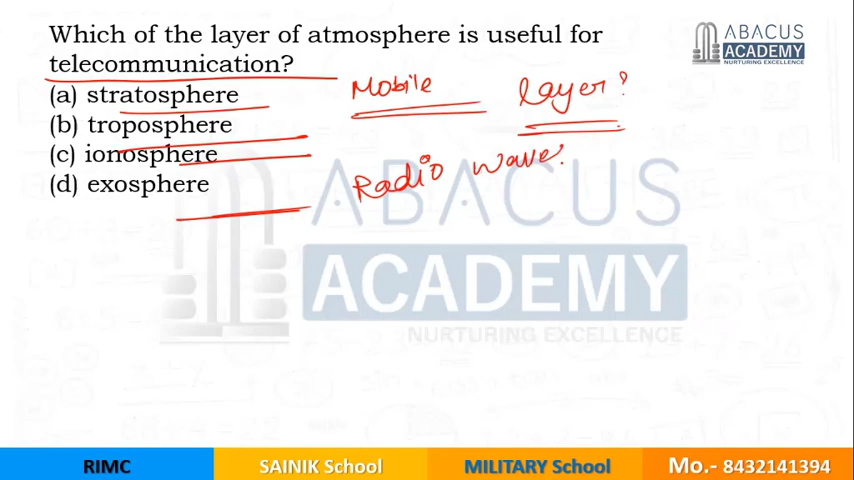 Which of the layer of atmosphere is useful for
telecommunication?
(a) stratosphere
(b) troposphere
(c) ionosphere
(d) exosphere
Mobile
layer?
Radio wave?
ABACUS
ACADEMY
NURTURING EXCELLENCE
ABACUS
ACADEMY
NURTURING EXCELLENCE
RIMC
SAINIK School
MILITARY School
Mo.- 8432141394